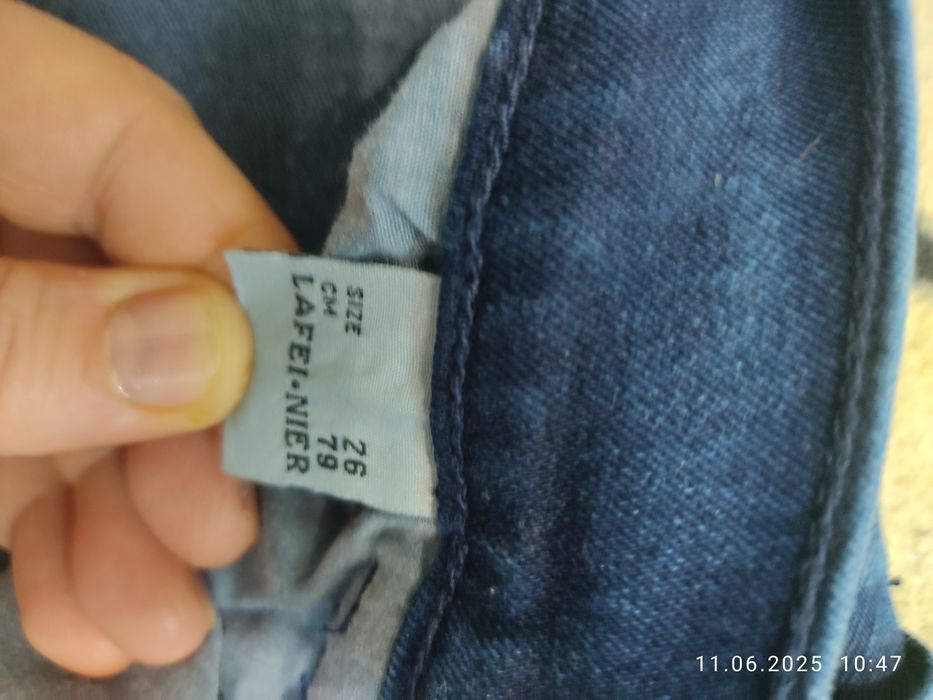 SIZE 26
CM 79
LAFEI·NIER
11.06.2025 10:47